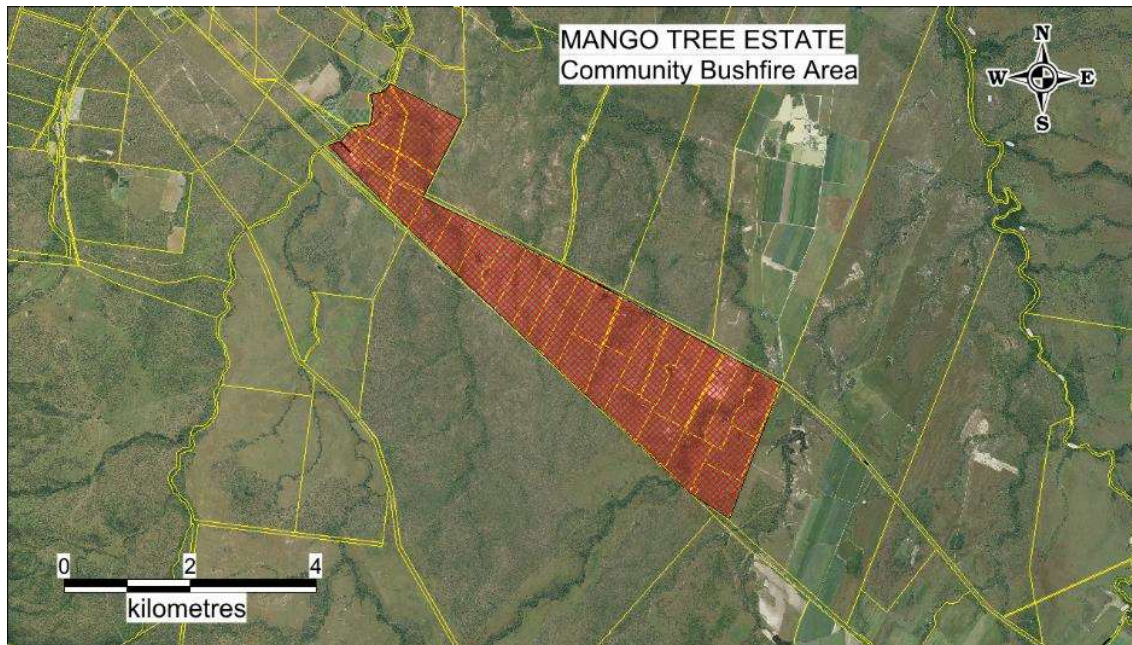 MANGO TREE ESTATE
Community Bushfire Area
N
W E
S
0 2 4
kilometres